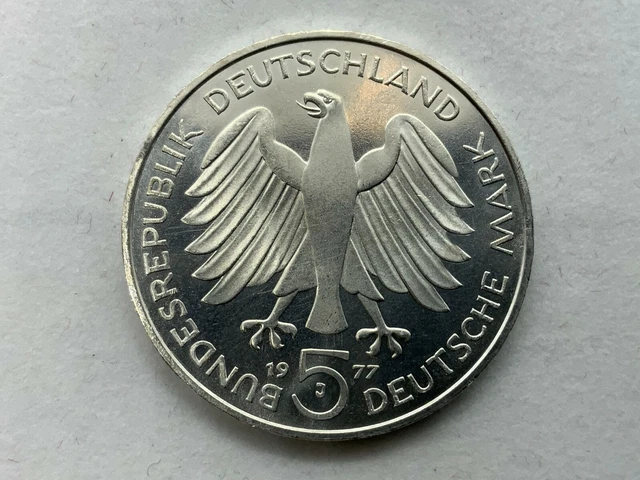 BUNDESREPUBLIK DEUTSCHLAND
19 77
5
J
DEUTSCHE MARK